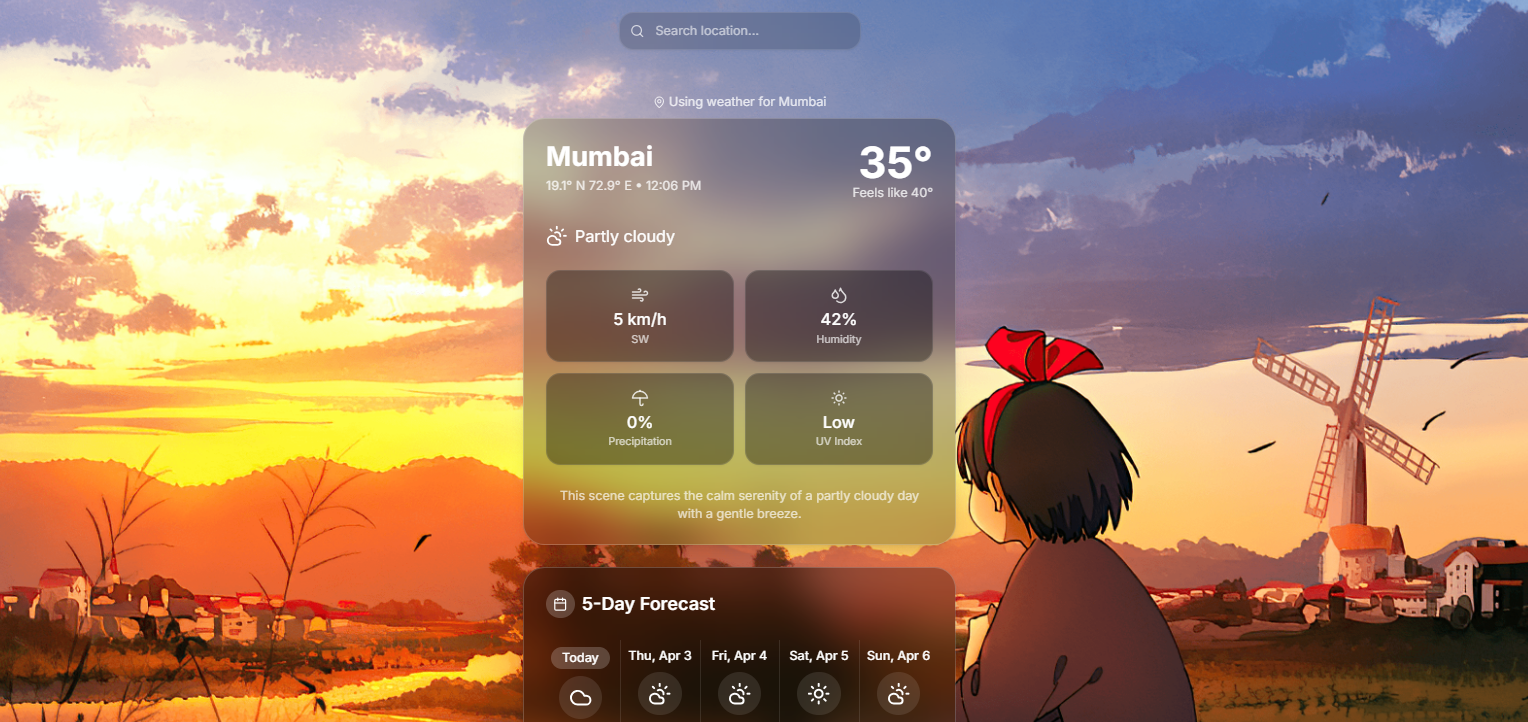 Search location...
Using weather for Mumbai
Mumbai
35°
19.1° N 72.9° E • 12:06 PM
Feels like 40°
Partly cloudy
5 km/h
SW
42%
Humidity
0%
Precipitation
Low
UV Index
This scene captures the calm serenity of a partly cloudy day
with a gentle breeze.
5-Day Forecast
Today
Thu, Apr 3
Fri, Apr 4
Sat, Apr 5
Sun, Apr 6